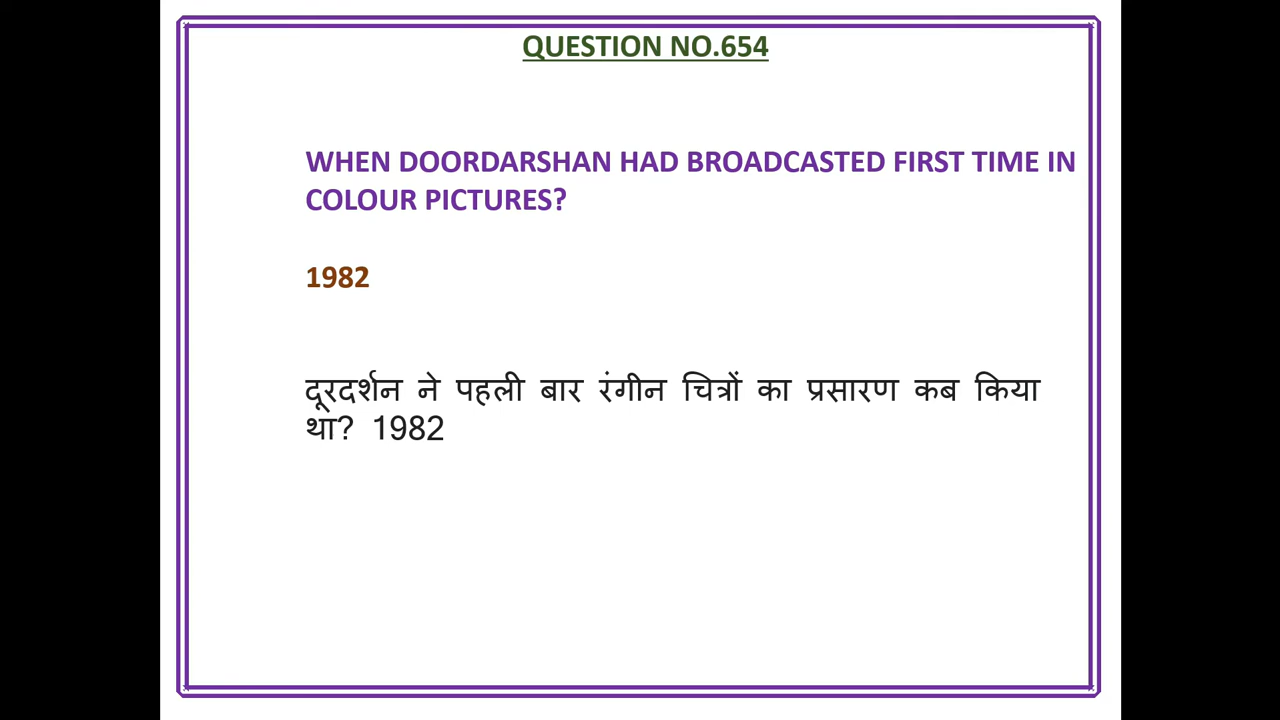 QUESTION NO.654
WHEN DOORDARSHAN HAD BROADCASTED FIRST TIME IN
COLOUR PICTURES?
1982
दूरदर्शन ने पहली बार रंगीन चित्रों का प्रसारण कब किया
था? 1982